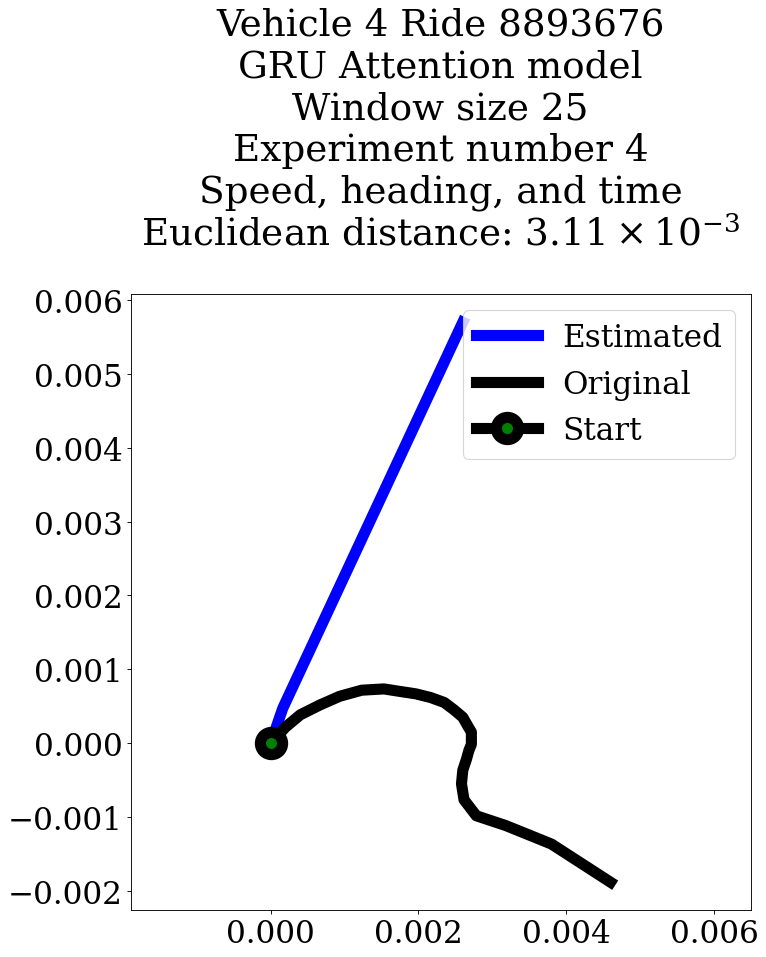 Vehicle 4 Ride 8893676
GRU Attention model
Window size 25
Experiment number 4
Speed, heading, and time
Euclidean distance: 3.11 × 10⁻³
0.006
0.005
0.004
0.003
0.002
0.001
0.000
−0.001
−0.002
Estimated
Original
Start
0.000 0.002 0.004 0.006